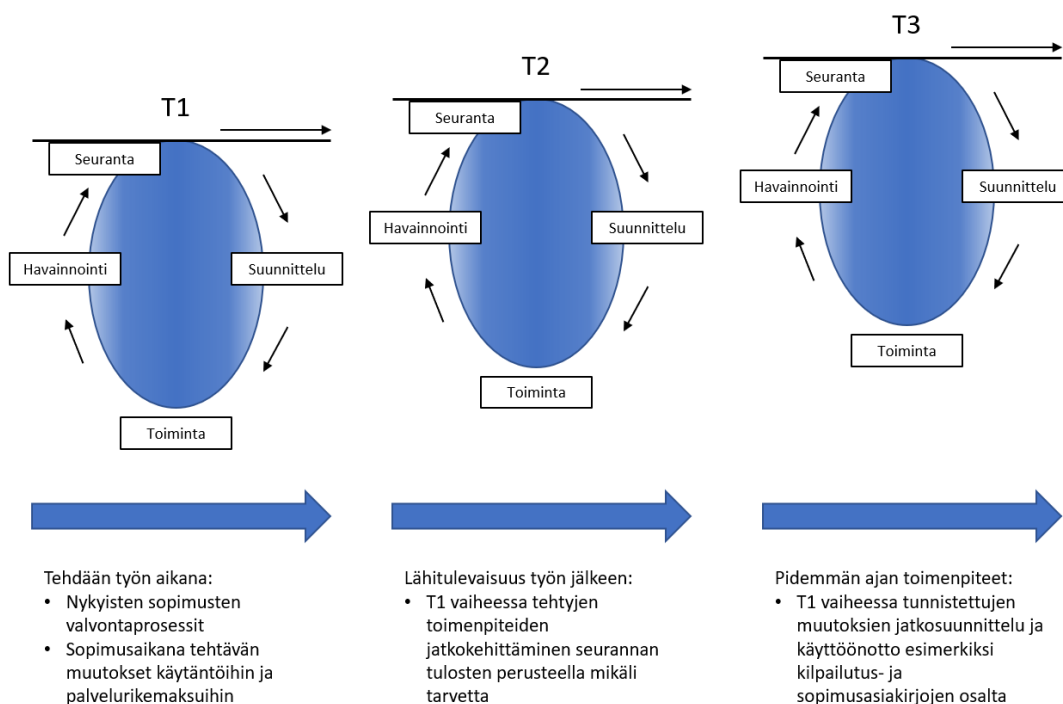 T1
Seuranta
Havainnointi
Suunnittelu
Toiminta
T2
Seuranta
Havainnointi
Suunnittelu
Toiminta
T3
Seuranta
Havainnointi
Suunnittelu
Toiminta
Tehdään työn aikana:
• Nykyisten sopimusten
valvontaprosessit
• Sopimusaikana tehtävän
muutokset käytäntöihin ja
palvelurikemaksuihin
Lähitulevaisuus työn jälkeen:
• T1 vaiheessa tehtyjen
toimenpiteiden
jatkokehittäminen seurannan
tulosten perusteella mikäli
tarvetta
Pidemmän ajan toimenpiteet:
• T1 vaiheessa tunnistettujen
muutoksien jatkosuunnittelu ja
käyttöönotto esimerkiksi
kilpailutus- ja
sopimusasiakirjojen osalta